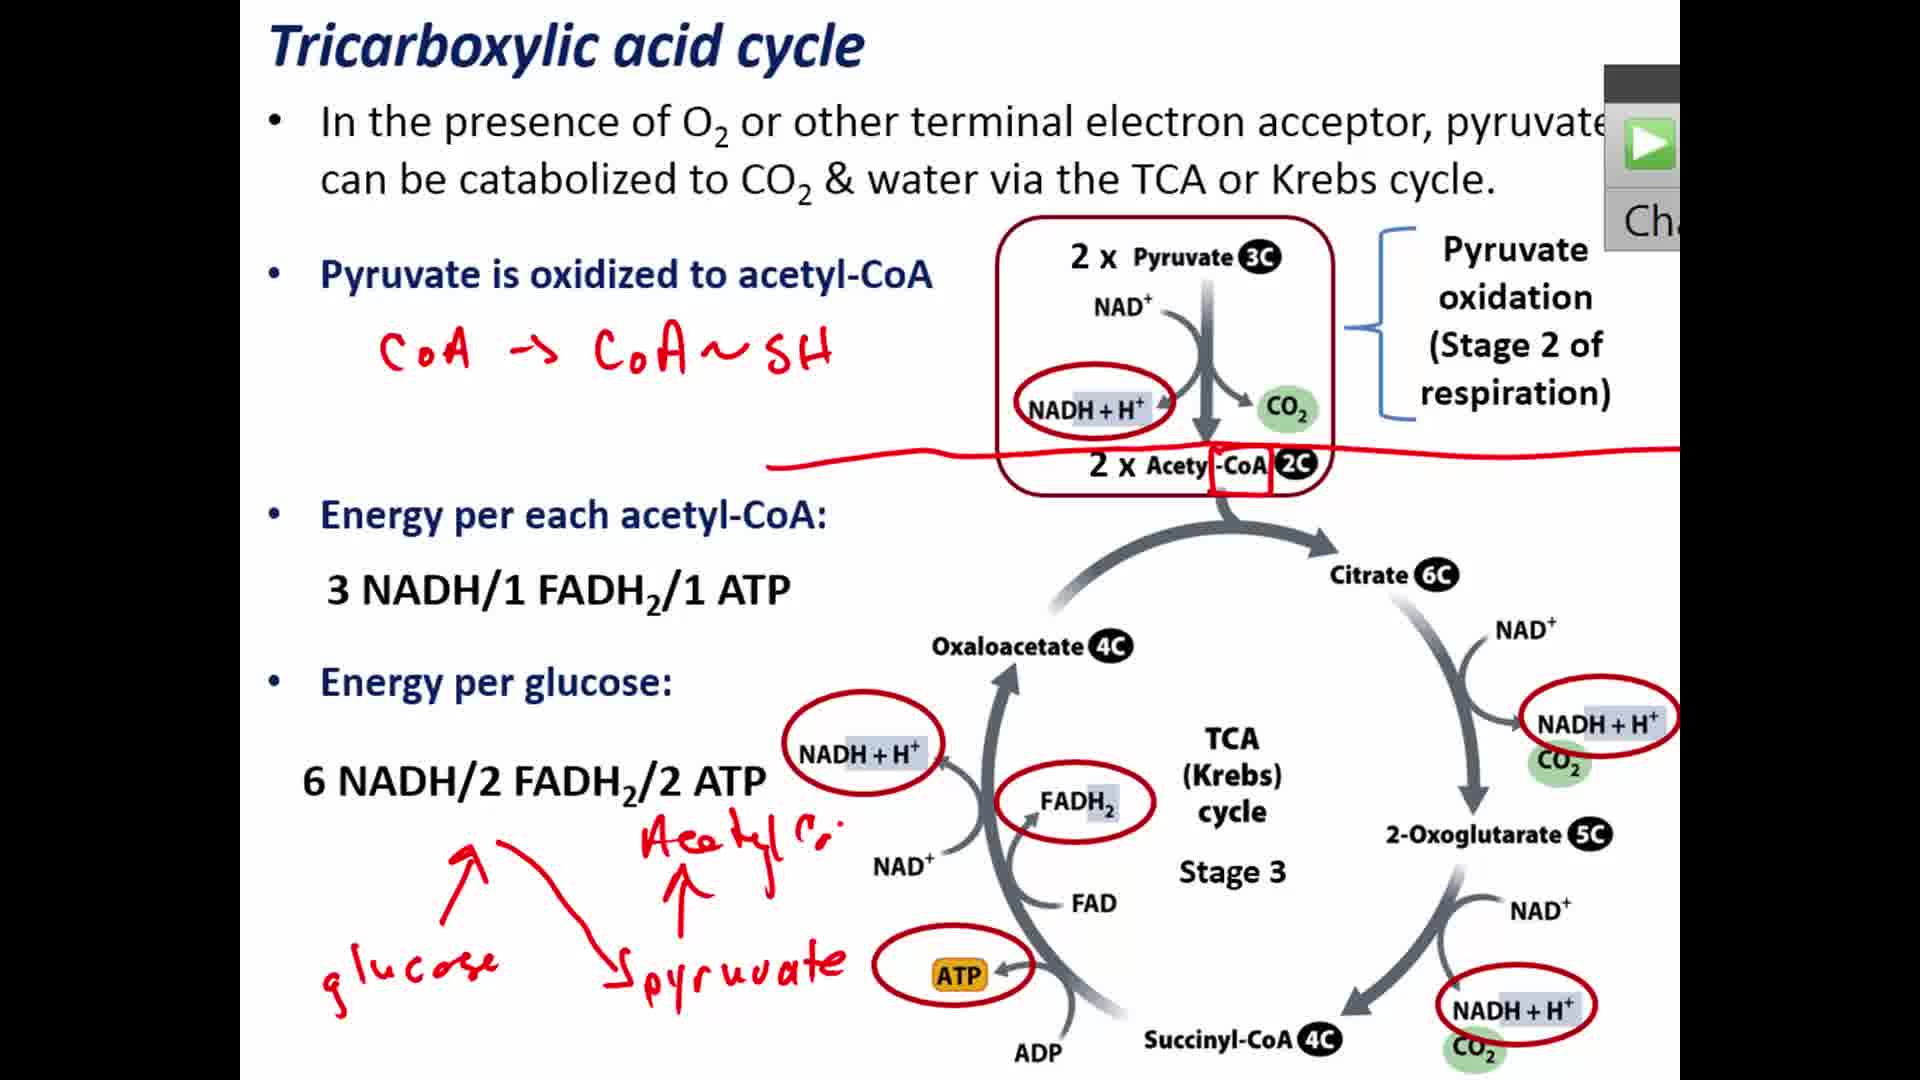 Tricarboxylic acid cycle
• In the presence of O₂ or other terminal electron acceptor, pyruvate
can be catabolized to CO₂ & water via the TCA or Krebs cycle.
• Pyruvate is oxidized to acetyl-CoA
CoA → CoA ~ SH
• Energy per each acetyl-CoA:
3 NADH/1 FADH₂/1 ATP
• Energy per glucose:
6 NADH/2 FADH₂/2 ATP
Acetyl Co
glucose
pyruvate
2 x Pyruvate 3C
NAD⁺
NADH + H⁺
CO₂
2 x Acety -CoA 2C
Pyruvate
oxidation
(Stage 2 of
respiration)
Citrate 6C
NAD⁺
NADH + H⁺
CO₂
2-Oxoglutarate 5C
NAD⁺
NADH + H⁺
CO₂
Succinyl-CoA 4C
ADP
ATP
FAD
FADH₂
NAD⁺
NADH + H⁺
Oxaloacetate 4C
TCA
(Krebs)
cycle
Stage 3